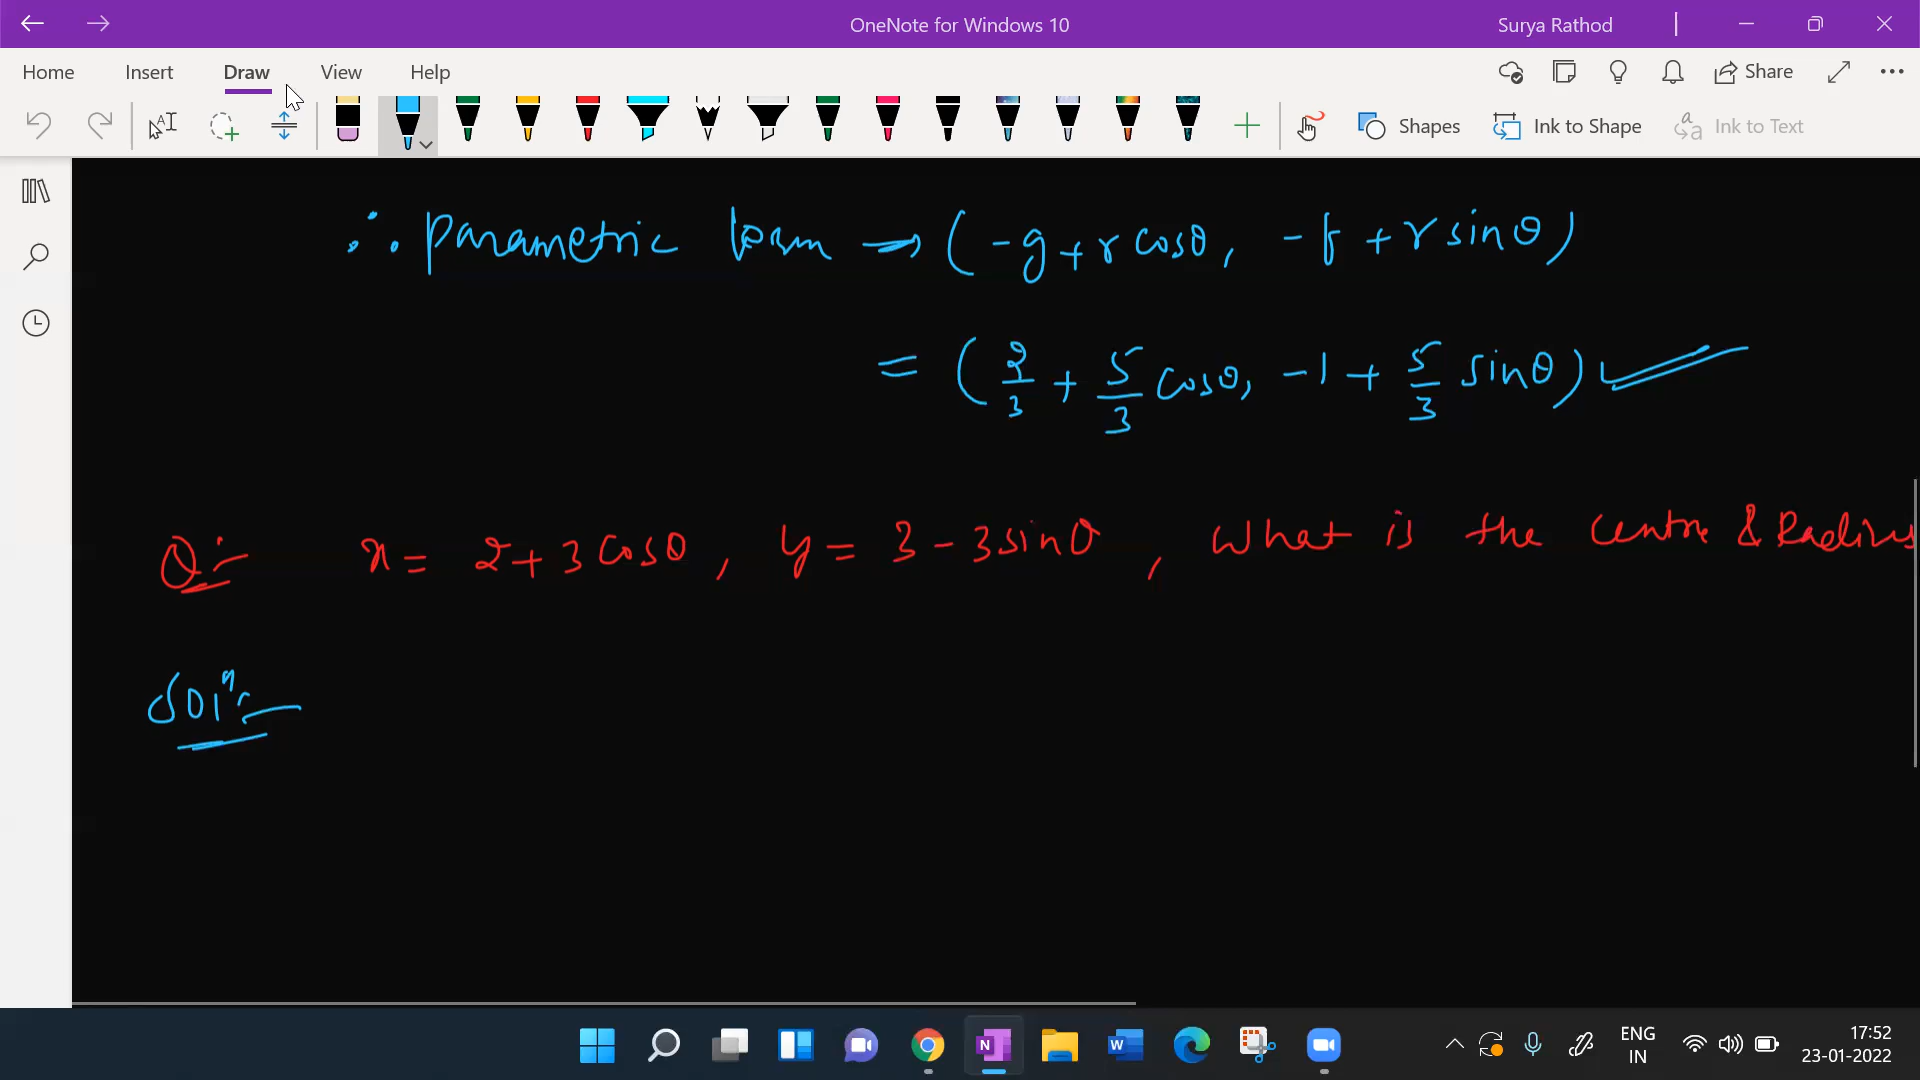 OneNote for Windows 10
Surya Rathod
Home Insert Draw View Help
Share
Shapes Ink to Shape Ink to Text
∴ Parametric form → (-g + r cosθ, -f + r sinθ)
= (2/3 + 5/3 cosθ, -1 + 5/3 sinθ)
Q:- x = 2 + 3 cosθ, y = 3 - 3 sinθ, What is the Centre & Radius
Solⁿ:-
ENG
IN
17:52
23-01-2022